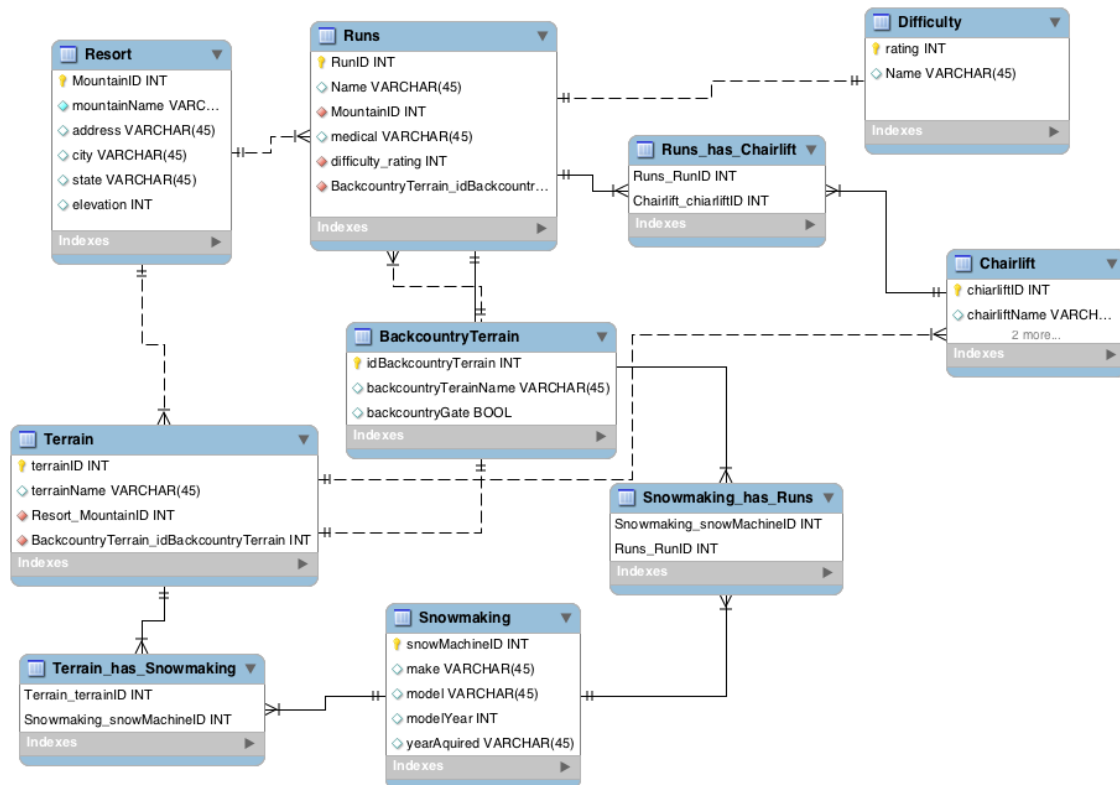 Resort
MountainID INT
mountainName VARC...
address VARCHAR(45)
city VARCHAR(45)
state VARCHAR(45)
elevation INT
Indexes
Runs
RunID INT
Name VARCHAR(45)
MountainID INT
medical VARCHAR(45)
difficulty_rating INT
BackcountryTerrain_idBackcountr...
Indexes
Difficulty
rating INT
Name VARCHAR(45)
Indexes
Runs_has_Chairlift
Runs_RunID INT
Chairlift_chiarliftID INT
Indexes
Chairlift
chiarliftID INT
chairliftName VARCH...
2 more...
Indexes
BackcountryTerrain
idBackcountryTerrain INT
backcountryTerainName VARCHAR(45)
backcountryGate BOOL
Indexes
Terrain
terrainID INT
terrainName VARCHAR(45)
Resort_MountainID INT
BackcountryTerrain_idBackcountryTerrain INT
Indexes
Snowmaking_has_Runs
Snowmaking_snowMachineID INT
Runs_RunID INT
Indexes
Snowmaking
snowMachineID INT
make VARCHAR(45)
model VARCHAR(45)
modelYear INT
yearAquired VARCHAR(45)
Indexes
Terrain_has_Snowmaking
Terrain_terrainID INT
Snowmaking_snowMachineID INT
Indexes